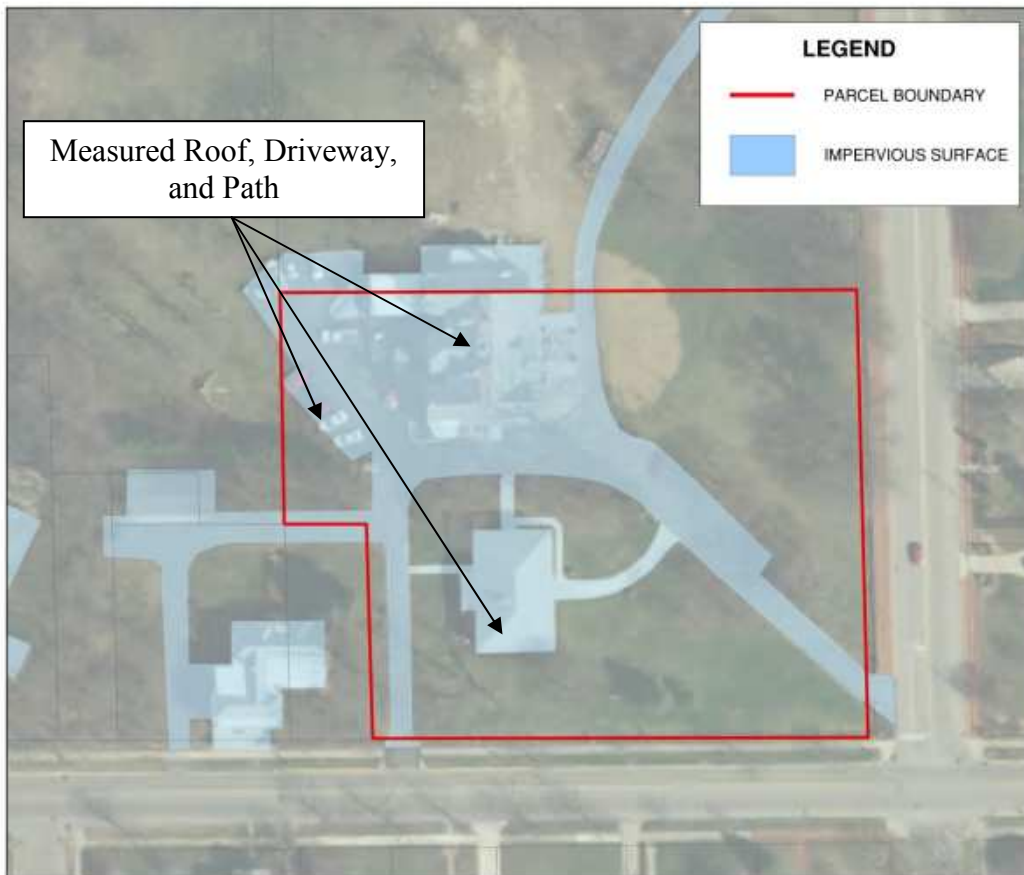 LEGEND
PARCEL BOUNDARY
IMPERVIOUS SURFACE
Measured Roof, Driveway,
and Path